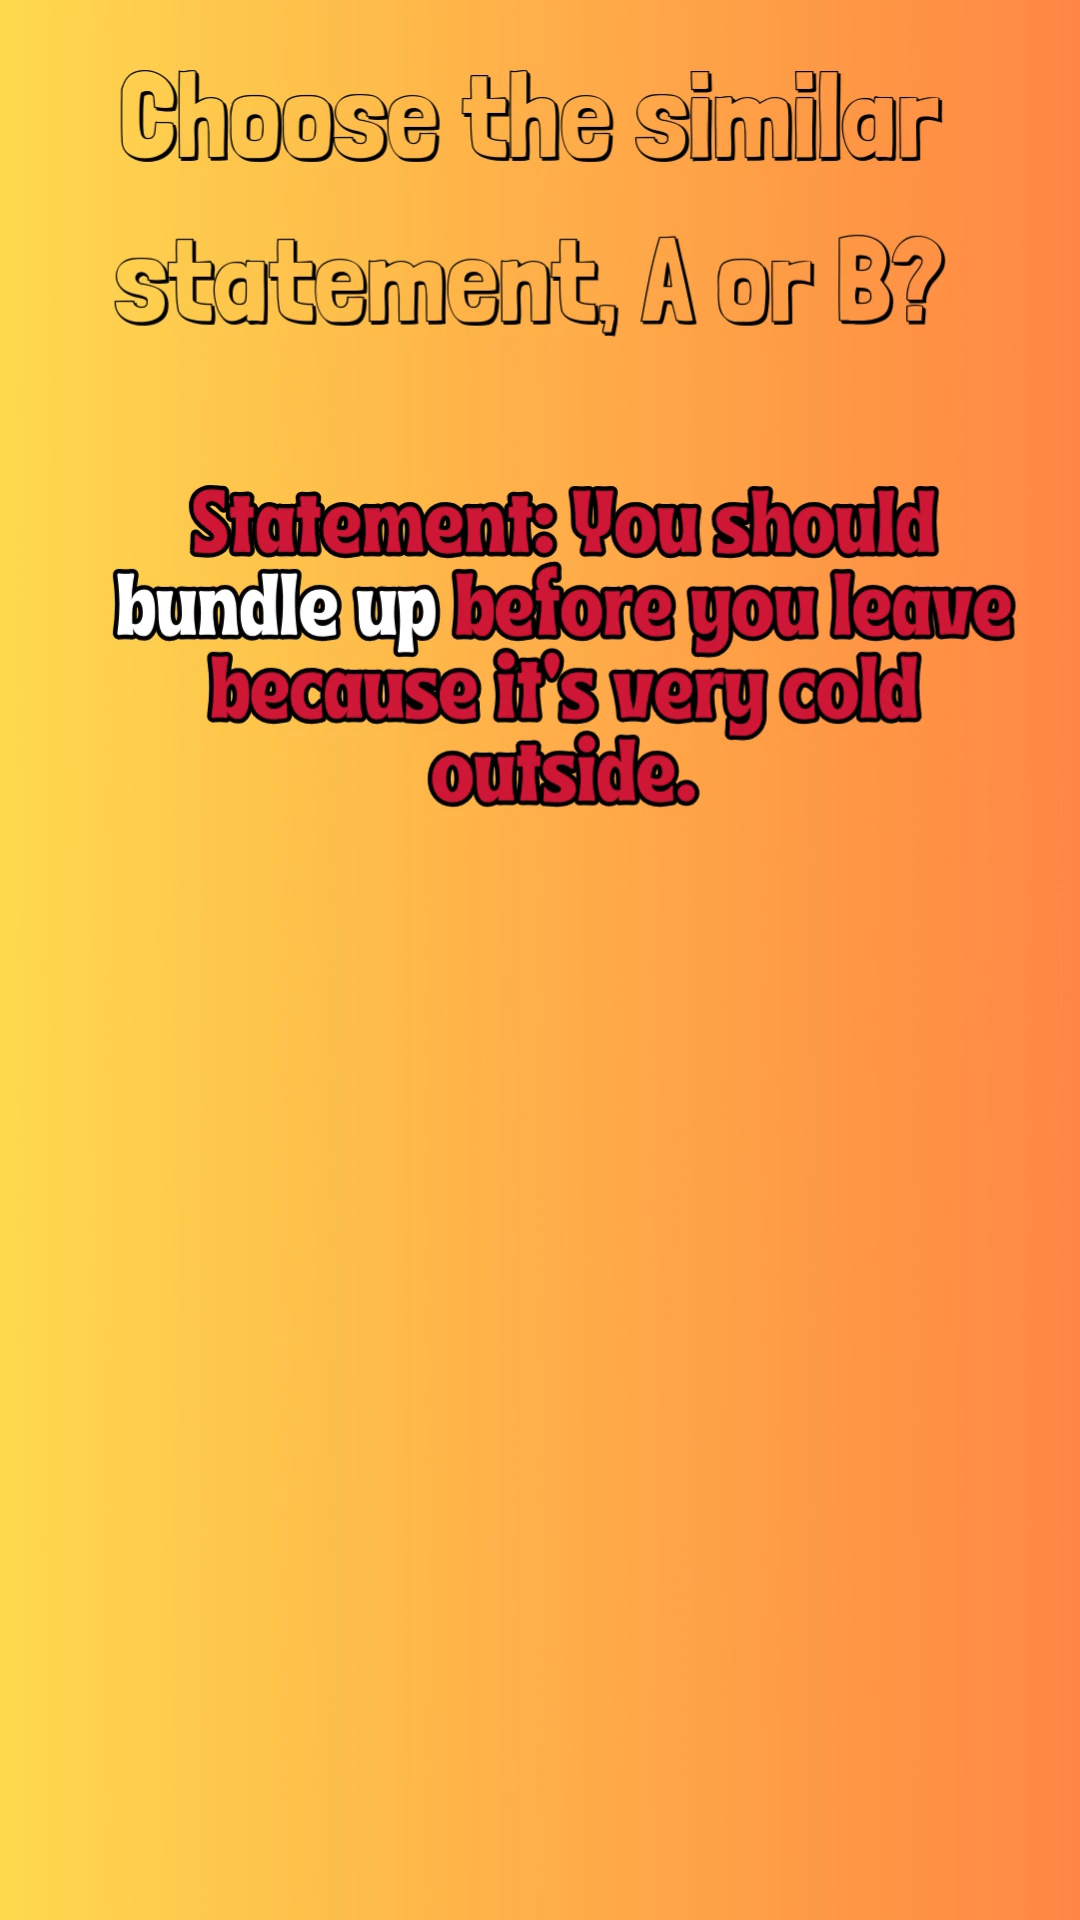 Choose the similar
statement, A or B?
Statement: You should
bundle up before you leave
because it's very cold
outside.